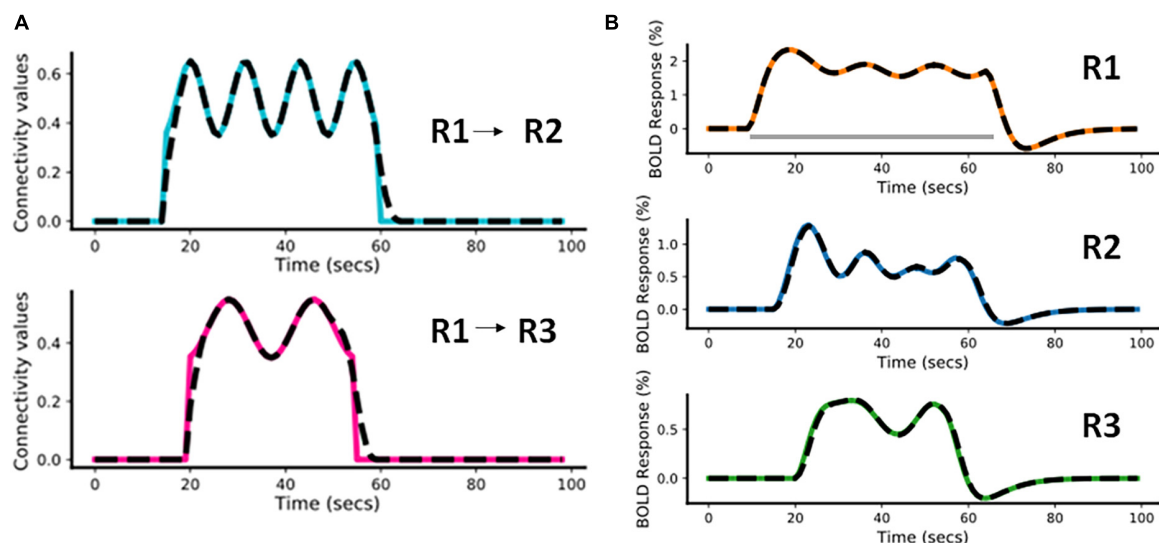 A
Connectivity values
0.6
0.4
0.2
0.0
R1→ R2
0 20 40 60 80 100
Time (secs)
Connectivity values
0.4
0.2
0.0
R1→ R3
0 20 40 60 80 100
Time (secs)
B
BOLD Response (%)
2
1
0
R1
0 20 40 60 80 100
Time (secs)
BOLD Response (%)
1.0
0.5
0.0
R2
0 20 40 60 80 100
Time (secs)
BOLD Response (%)
0.5
0.0
R3
0 20 40 60 80 100
Time (secs)